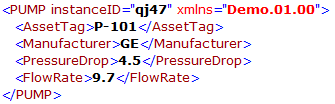 <PUMP instanceID="qj47" xmlns="Demo.01.00">
<AssetTag>P-101</AssetTag>
<Manufacturer>GE</Manufacturer>
<PressureDrop>4.5</PressureDrop>
<FlowRate>9.7</FlowRate>
</PUMP>